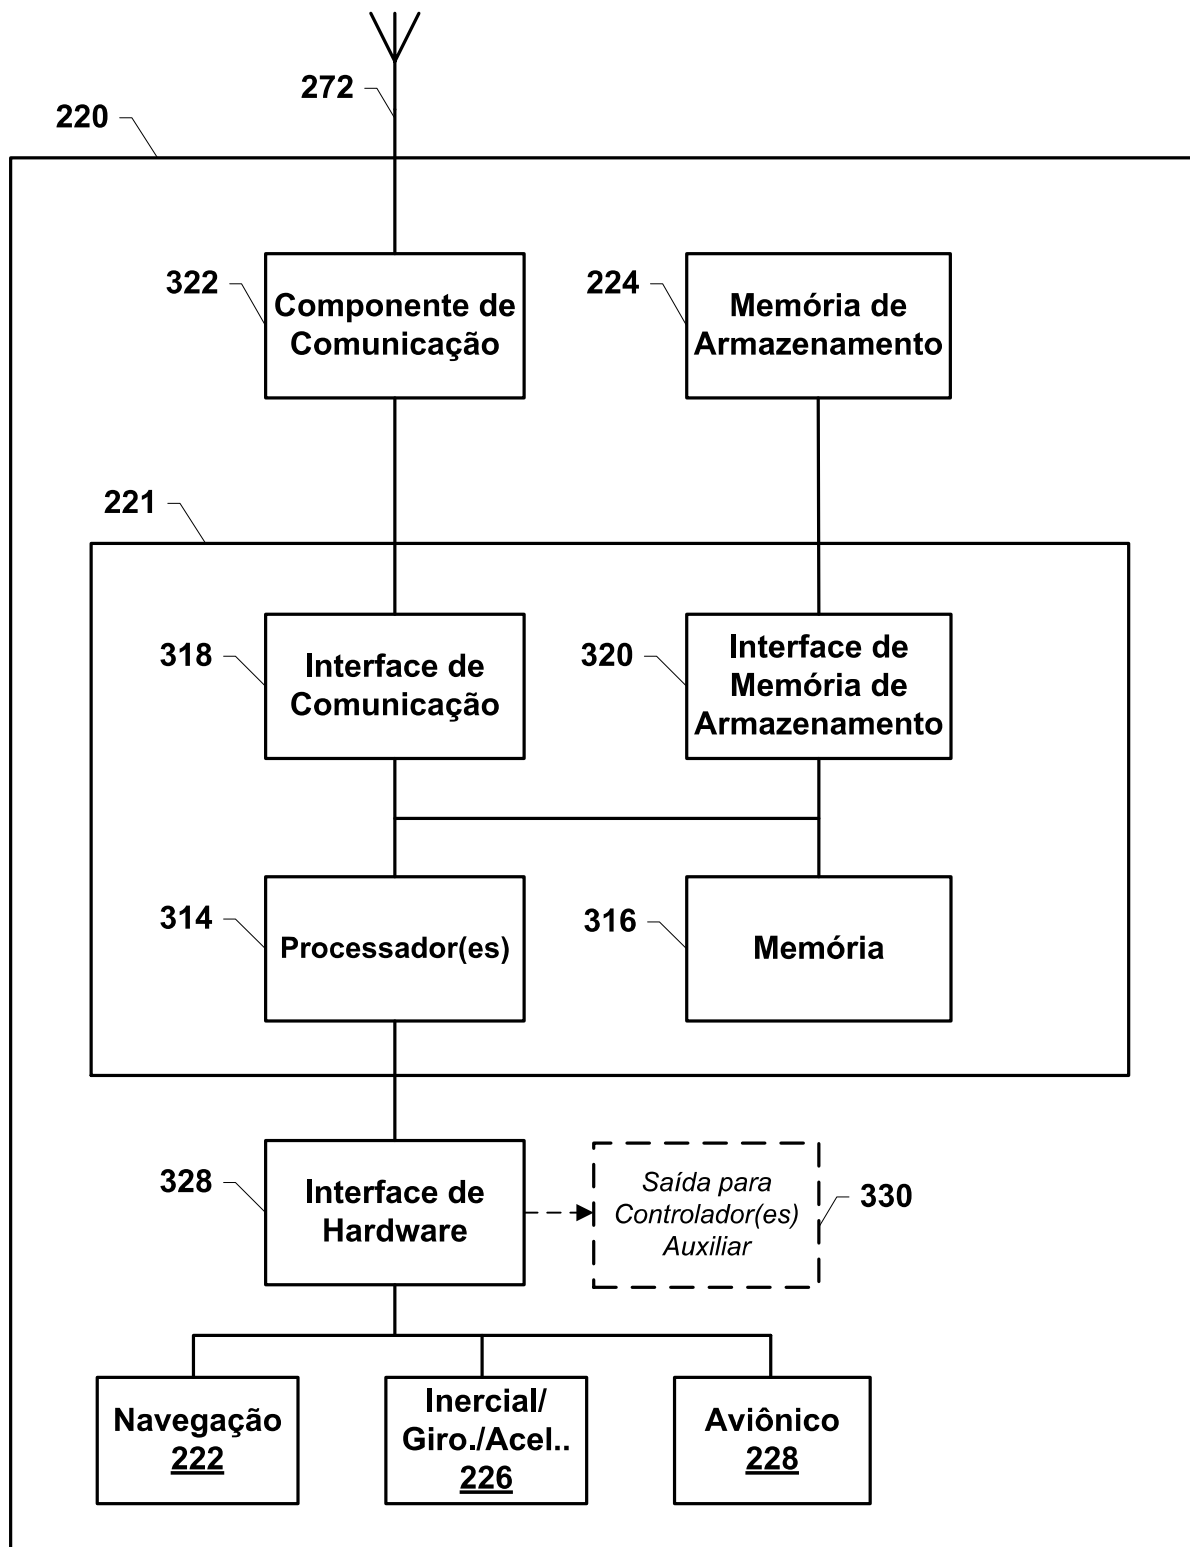 272
220
322
Componente de
Comunicação
224
Memória de
Armazenamento
221
318
Interface de
Comunicação
320
Interface de
Memória de
Armazenamento
314
Processador(es)
316
Memória
328
Interface de
Hardware
Saída para
Controlador(es)
Auxiliar
330
Navegação
222
Inercial/
Giro./Acel..
226
Aviônico
228